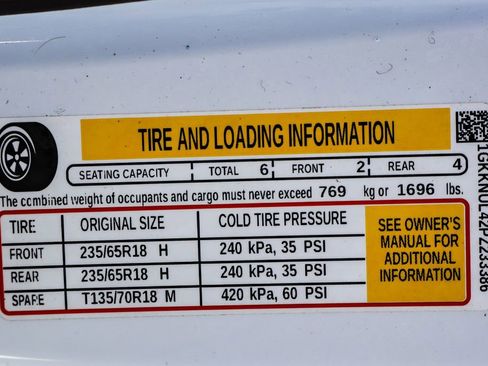 TIRE AND LOADING INFORMATION
SEATING CAPACITY TOTAL 6 FRONT 2 REAR 4
The combined weight of occupants and cargo must never exceed 769 kg or 1696 lbs.
TIRE ORIGINAL SIZE COLD TIRE PRESSURE
FRONT 235/65R18 H 240 kPa, 35 PSI
REAR 235/65R18 H 240 kPa, 35 PSI
SPARE T135/70R18 M 420 kPa, 60 PSI
SEE OWNER'S
MANUAL FOR
ADDITIONAL
INFORMATION